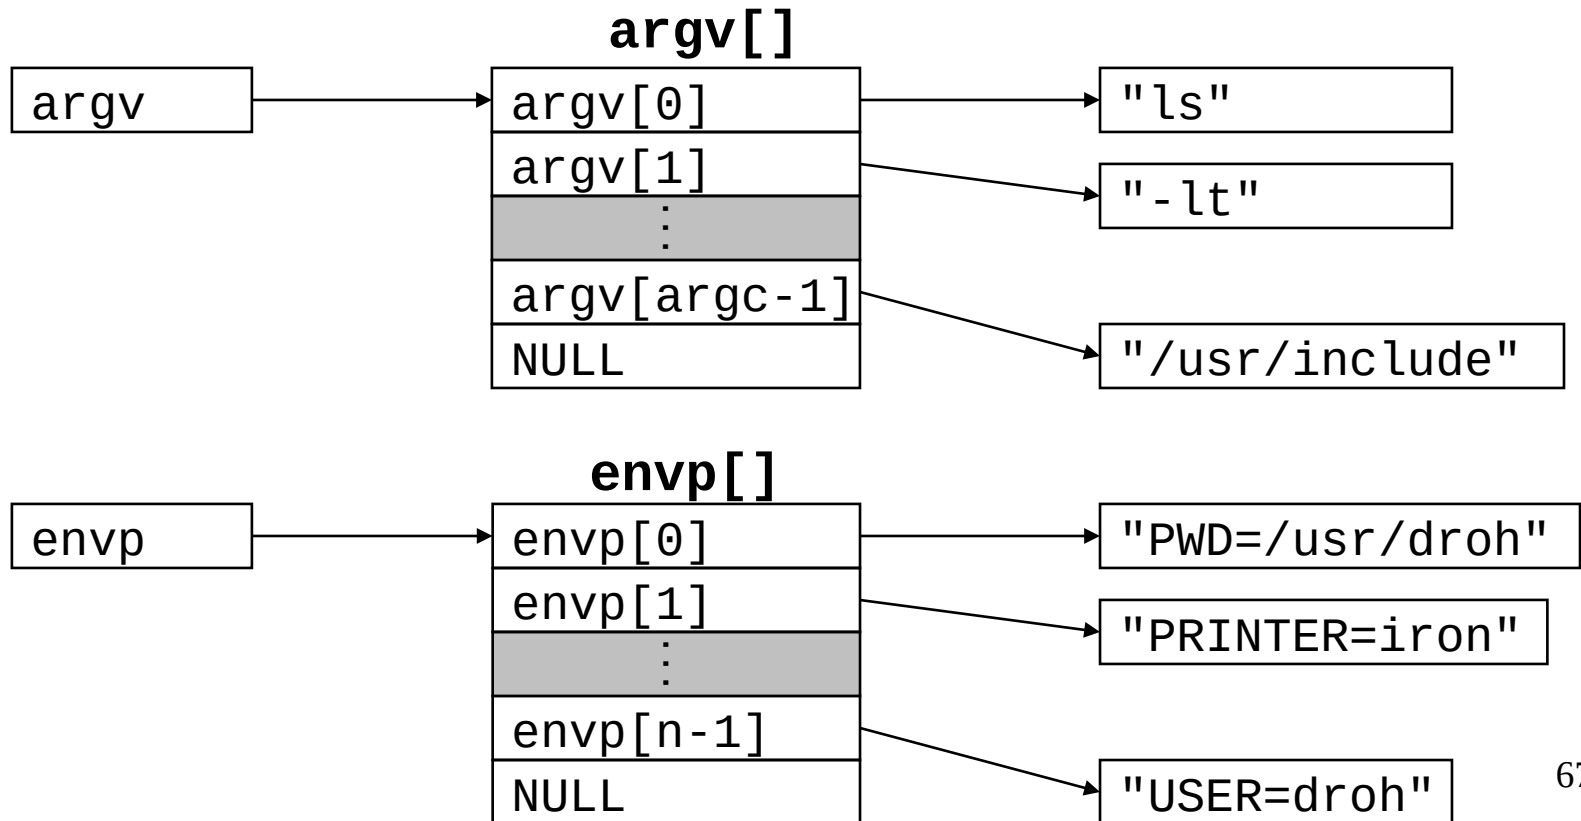 argv[]
argv
argv[0]
"ls"
argv[1]
"-lt"
⋮
argv[argc-1]
NULL
"/usr/include"
envp[]
envp
envp[0]
"PWD=/usr/droh"
envp[1]
"PRINTER=iron"
⋮
envp[n-1]
NULL
"USER=droh"
67